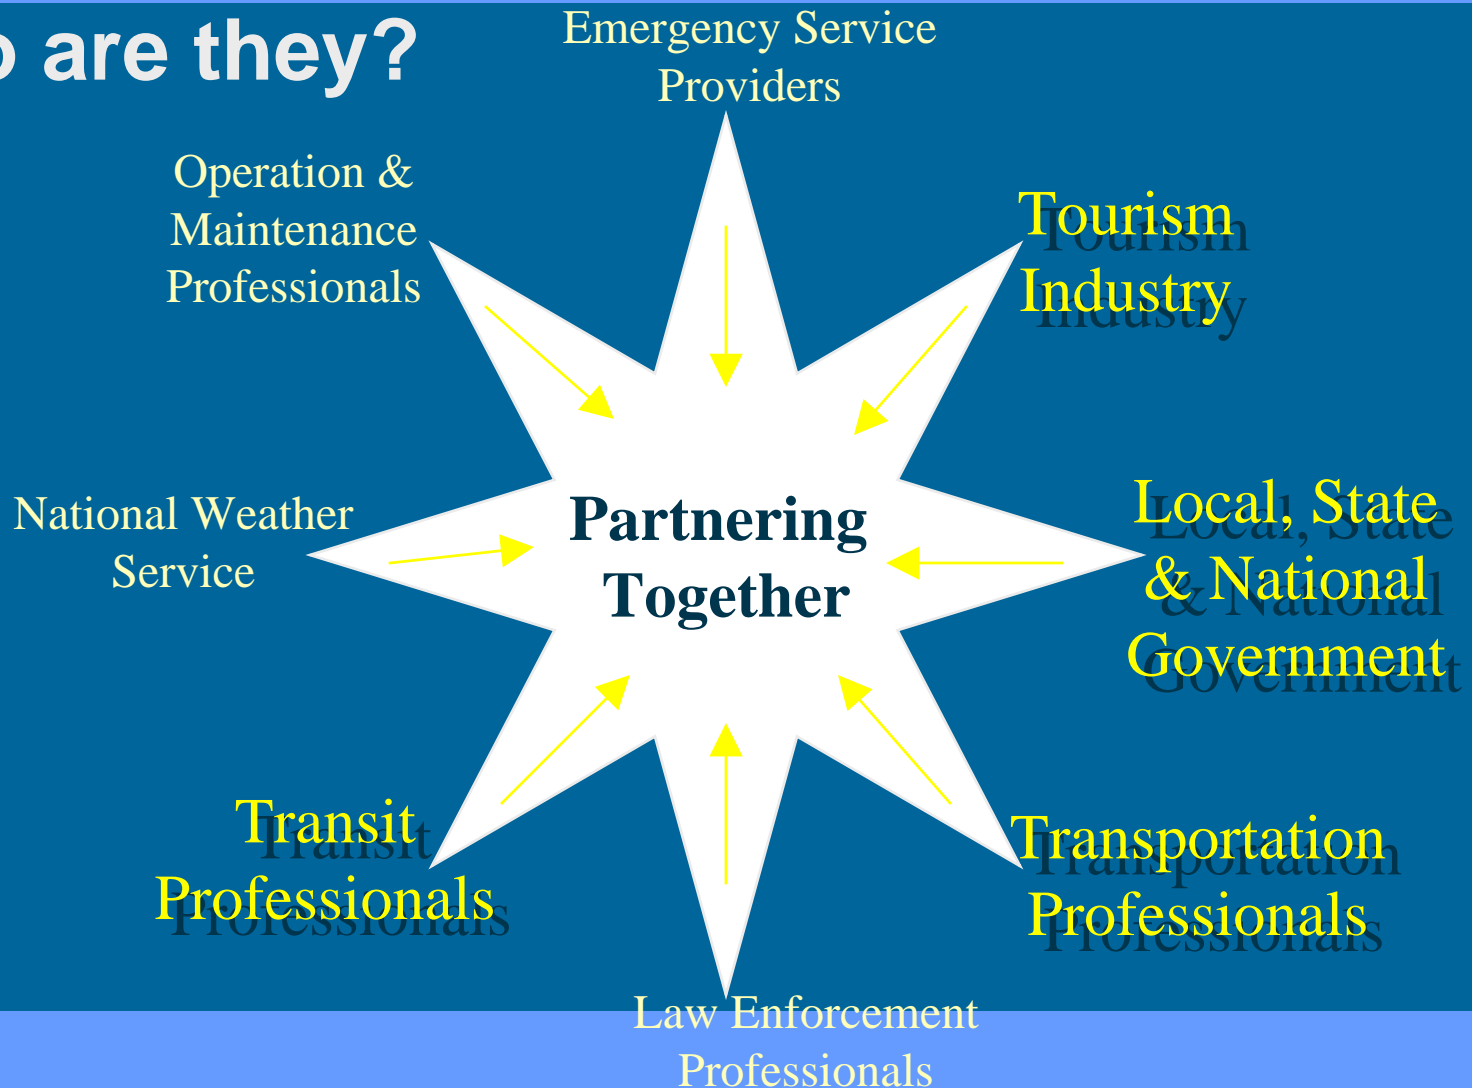 o are they?
Emergency Service
Providers
Operation &
Maintenance
Professionals
Tourism
Industry
National Weather
Service
Partnering
Together
Local, State
& National
Government
Transit
Professionals
Transportation
Professionals
Law Enforcement
Professionals